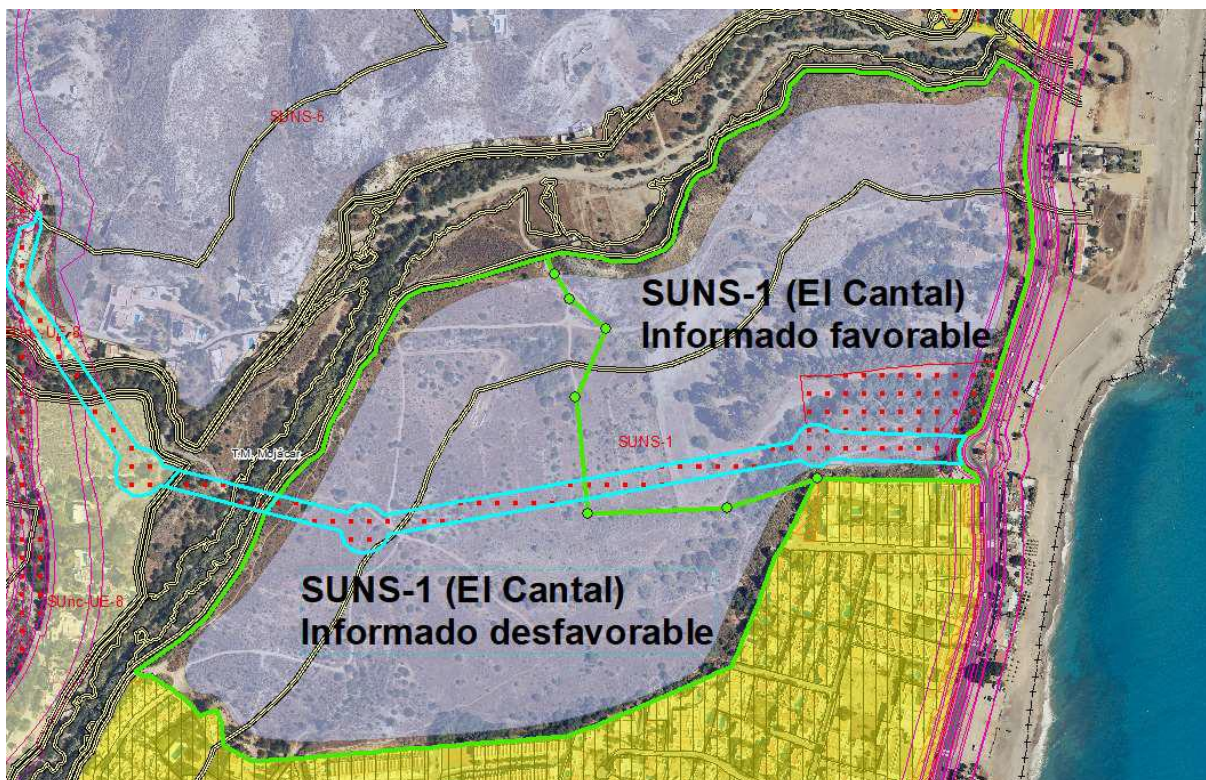 SUNS-5
SUNS-1 (El Cantal)
Informado favorable
SUNS-1
SUNS-1 (El Cantal)
Informado desfavorable
SUnc-UE-8